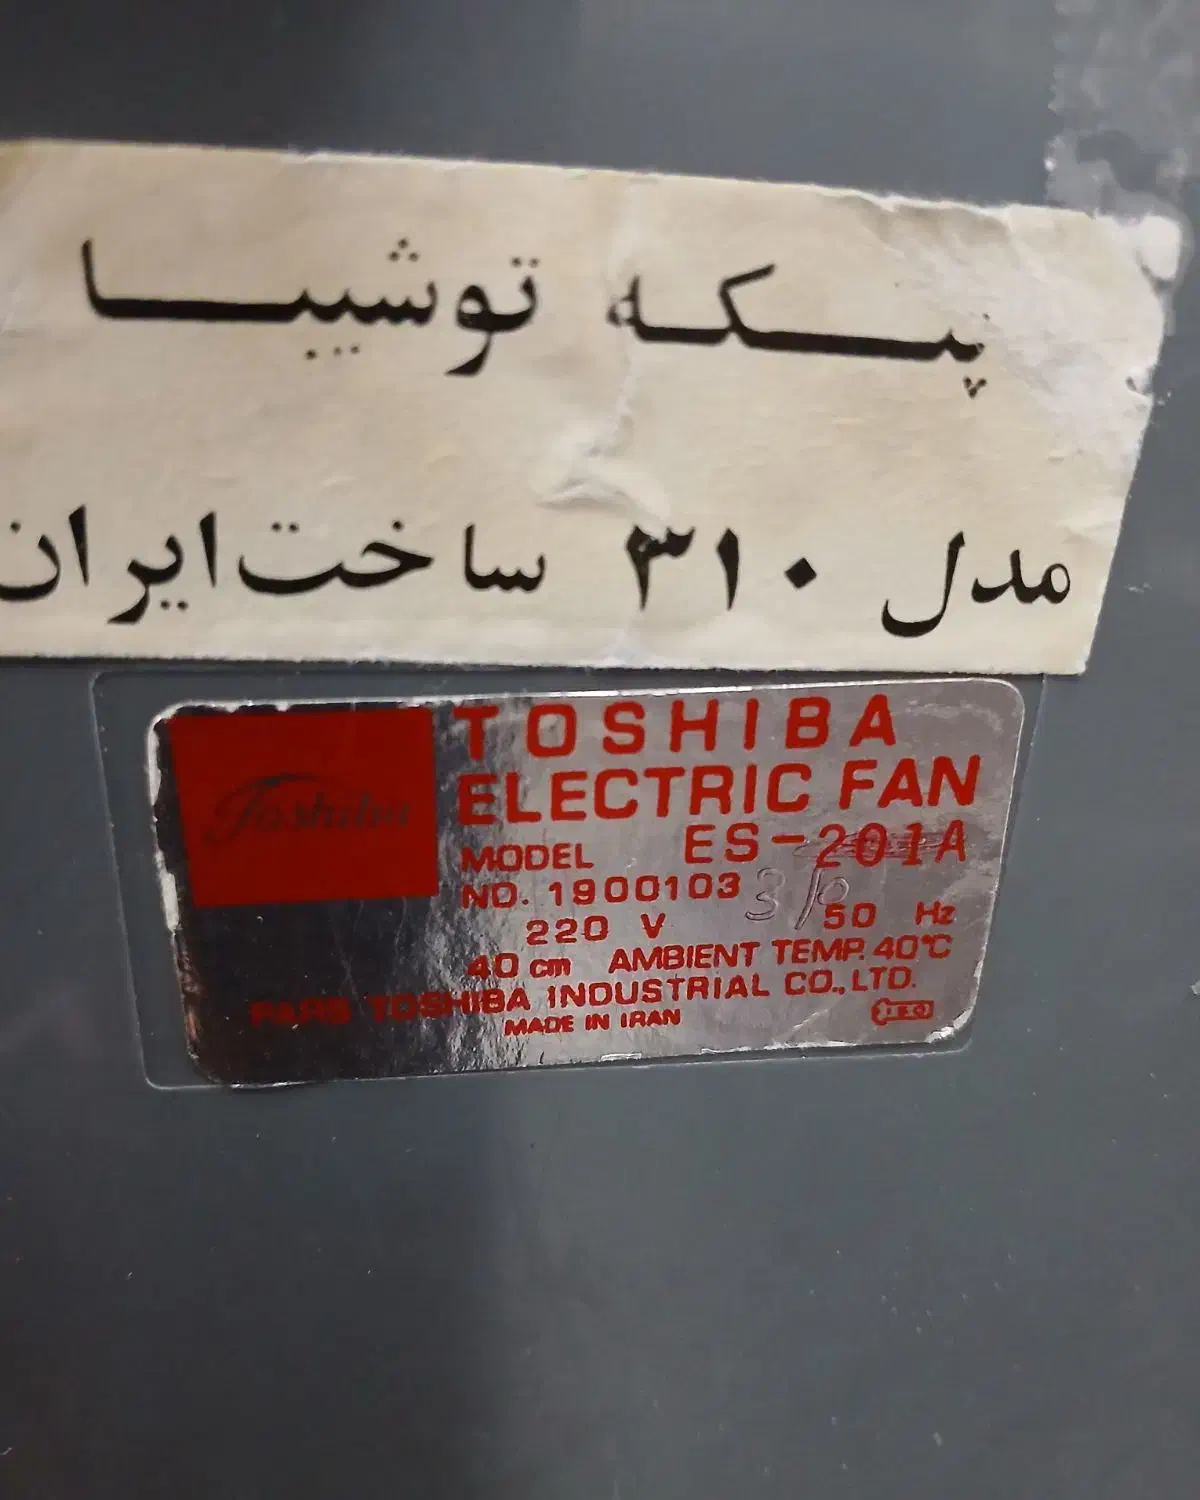 پنکه توشیبا
مدل ۳۱۰ ساخت ایران
Toshiba
TOSHIBA
ELECTRIC FAN
MODEL ES-201A
NO. 1900103
310
220 V 50 Hz
40 cm AMBIENT TEMP. 40°C
PARS TOSHIBA INDUSTRIAL CO., LTD.
MADE IN IRAN